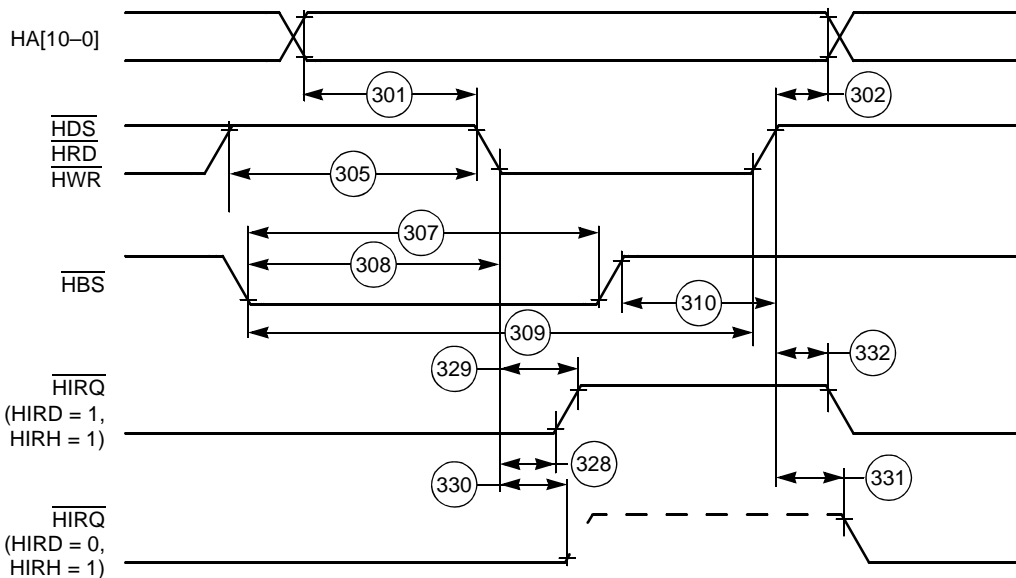 HA[10–0]
301
302
HDS
HRD
HWR
305
307
308
HBS
310
309
329
332
HIRQ
(HIRD = 1,
HIRH = 1)
328
330
331
HIRQ
(HIRD = 0,
HIRH = 1)